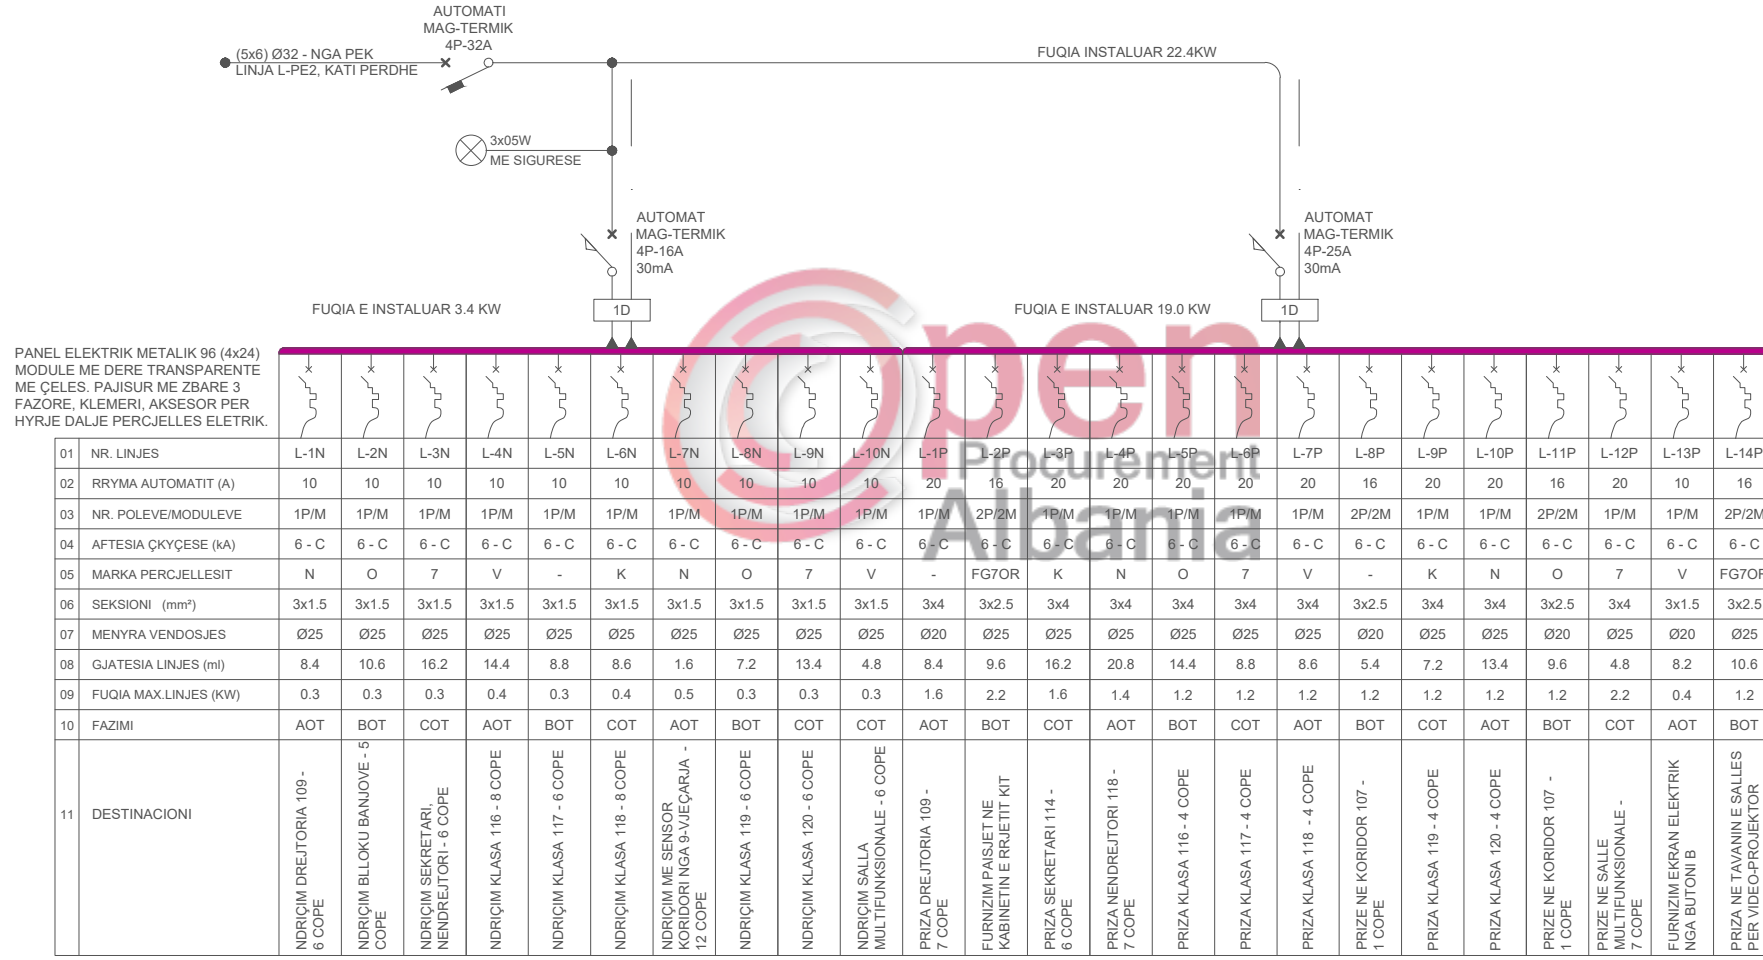 AUTOMATI
MAG-TERMIK
4P-32A
(5x6) Ø32 - NGA PEK
LINJA L-PE2, KATI PERDHE
FUQIA INSTALUAR 22.4KW
3x05W
ME SIGURESE
AUTOMAT
MAG-TERMIK
4P-16A
30mA
AUTOMAT
MAG-TERMIK
4P-25A
30mA
FUQIA E INSTALUAR 3.4 KW
1D
FUQIA E INSTALUAR 19.0 KW
1D
PANEL ELEKTRIK METALIK 96 (4x24)
MODULE ME DERE TRANSPARENTE
ME ÇELES. PAJISUR ME ZBARE 3
FAZORE, KLEMERI, AKSESOR PER
HYRJE DALJE PERCJELLES ELETRIK.
Open
Procurement
Albania
01 NR. LINJES L-1N L-2N L-3N L-4N L-5N L-6N L-7N L-8N L-9N L-10N L-1P L-2P L-3P L-4P L-5P L-6P L-7P L-8P L-9P L-10P L-11P L-12P L-13P L-14P
02 RRYMA AUTOMATIT (A) 10 10 10 10 10 10 10 10 10 10 20 16 20 20 20 20 20 16 20 20 16 20 10 16
03 NR. POLEVE/MODULEVE 1P/M 1P/M 1P/M 1P/M 1P/M 1P/M 1P/M 1P/M 1P/M 1P/M 1P/M 2P/2M 1P/M 1P/M 1P/M 1P/M 1P/M 2P/2M 1P/M 1P/M 2P/2M 1P/M 1P/M 2P/2M
04 AFTESIA ÇKYÇESE (kA) 6 - C 6 - C 6 - C 6 - C 6 - C 6 - C 6 - C 6 - C 6 - C 6 - C 6 - C 6 - C 6 - C 6 - C 6 - C 6 - C 6 - C 6 - C 6 - C 6 - C 6 - C 6 - C 6 - C 6 - C
05 MARKA PERCJELLESIT N O 7 V - K N O 7 V - FG7OR K N O 7 V - K N O 7 V FG7OR
06 SEKSIONI (mm²) 3x1.5 3x1.5 3x1.5 3x1.5 3x1.5 3x1.5 3x1.5 3x1.5 3x1.5 3x1.5 3x4 3x2.5 3x4 3x4 3x4 3x4 3x4 3x2.5 3x4 3x4 3x2.5 3x4 3x1.5 3x2.5
07 MENYRA VENDOSJES Ø25 Ø25 Ø25 Ø25 Ø25 Ø25 Ø25 Ø25 Ø25 Ø25 Ø20 Ø25 Ø25 Ø25 Ø25 Ø25 Ø25 Ø20 Ø25 Ø25 Ø20 Ø25 Ø20 Ø25
08 GJATESIA LINJES (ml) 8.4 10.6 16.2 14.4 8.8 8.6 1.6 7.2 13.4 4.8 8.4 9.6 16.2 20.8 14.4 8.8 8.6 5.4 7.2 13.4 9.6 4.8 8.2 10.6
09 FUQIA MAX.LINJES (KW) 0.3 0.3 0.3 0.4 0.3 0.4 0.5 0.3 0.3 0.3 1.6 2.2 1.6 1.4 1.2 1.2 1.2 1.2 1.2 1.2 1.2 2.2 0.4 1.2
10 FAZIMI AOT BOT COT AOT BOT COT AOT BOT COT COT AOT BOT COT AOT BOT COT AOT BOT COT AOT BOT COT AOT BOT
11 DESTINACIONI
NDRIÇIM DREJTORIA 109 -
6 COPE
NDRIÇIM BLLOKU BANJOVE - 5
COPE
NDRIÇIM SEKRETARI,
NENDREJTORI - 6 COPE
NDRIÇIM KLASA 116 - 8 COPE
NDRIÇIM KLASA 117 - 6 COPE
NDRIÇIM KLASA 118 - 8 COPE
NDRIÇIM ME SENSOR
KORIDORI NGA 9-VJEÇARJA -
12 COPE
NDRIÇIM KLASA 119 - 6 COPE
NDRIÇIM KLASA 120 - 6 COPE
NDRIÇIM SALLA
MULTIFUNKSIONALE - 6 COPE
PRIZA DREJTORIA 109 -
7 COPE
FURNIZIM PAISJET NE
KABINETIN E RRJETIT KIT
PRIZA SEKRETARI 114 -
6 COPE
PRIZA NENDREJTORI 118 -
7 COPE
PRIZA KLASA 116 - 4 COPE
PRIZA KLASA 117 - 4 COPE
PRIZA KLASA 118 - 4 COPE
PRIZE NE KORIDOR 107 -
1 COPE
PRIZA KLASA 119 - 4 COPE
PRIZA KLASA 120 - 4 COPE
PRIZE NE KORIDOR 107 -
1 COPE
PRIZE NE SALLE
MULTIFUNKSIONALE -
7 COPE
FURNIZIM EKRAN ELEKTRIK
NGA BUTONI B
PRIZA NE TAVANIN E SALLES
PER VIDEO-PROJEKTOR